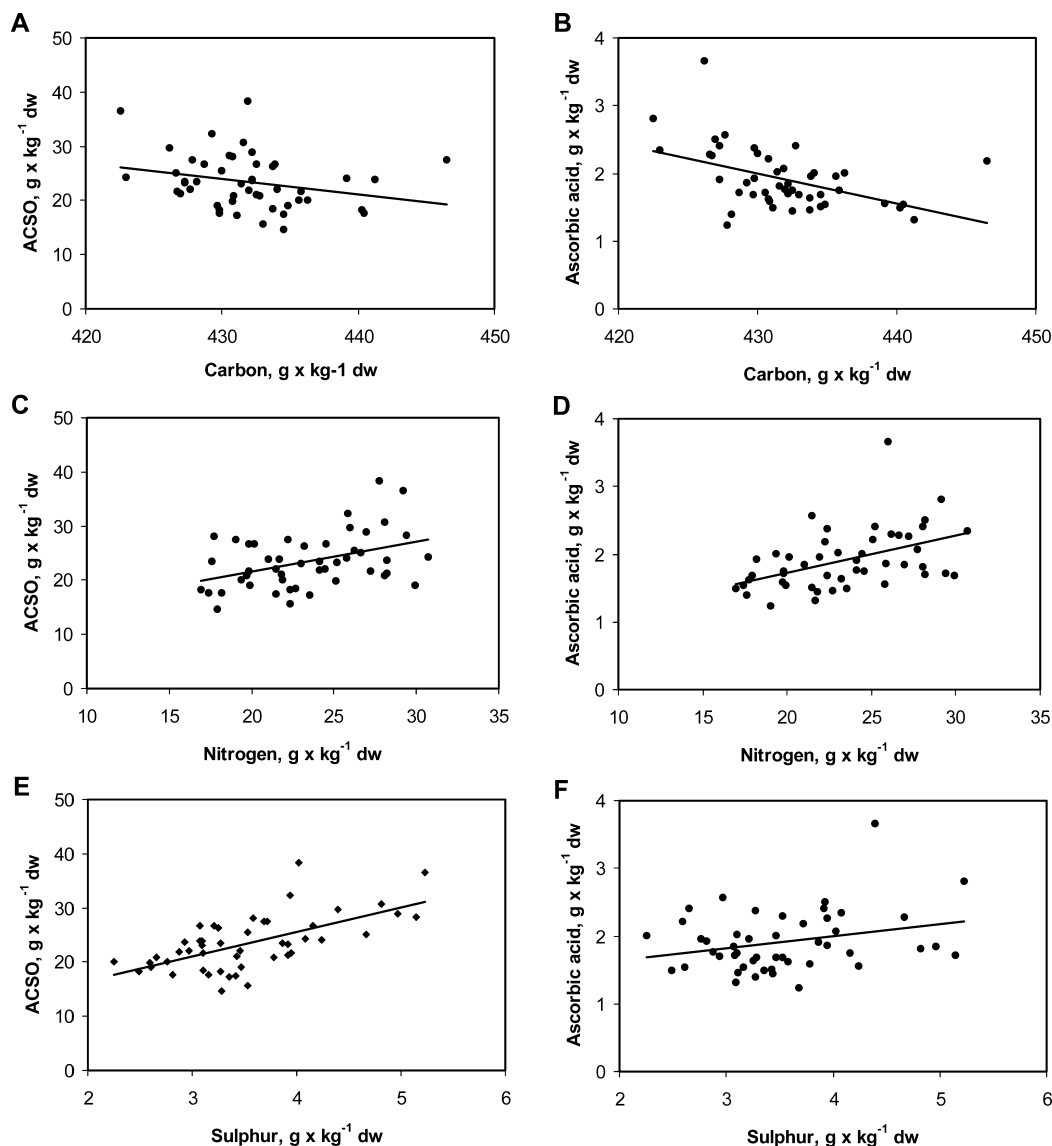 A
ACSO, g x kg⁻¹ dw
50
40
30
20
10
0
420 430 440 450
Carbon, g x kg-1 dw
B
Ascorbic acid, g x kg⁻¹ dw
4
3
2
1
0
420 430 440 450
Carbon, g x kg⁻¹ dw
C
ACSO, g x kg⁻¹ dw
50
40
30
20
10
0
10 15 20 25 30 35
Nitrogen, g x kg⁻¹ dw
D
Ascorbic acid, g x kg⁻¹ dw
4
3
2
1
0
10 15 20 25 30 35
Nitrogen, g x kg⁻¹ dw
E
ACSO, g x kg⁻¹ dw
50
40
30
20
10
0
2 3 4 5 6
Sulphur, g x kg⁻¹ dw
F
Ascorbic acid, g x kg⁻¹ dw
4
3
2
1
0
2 3 4 5 6
Sulphur, g x kg⁻¹ dw